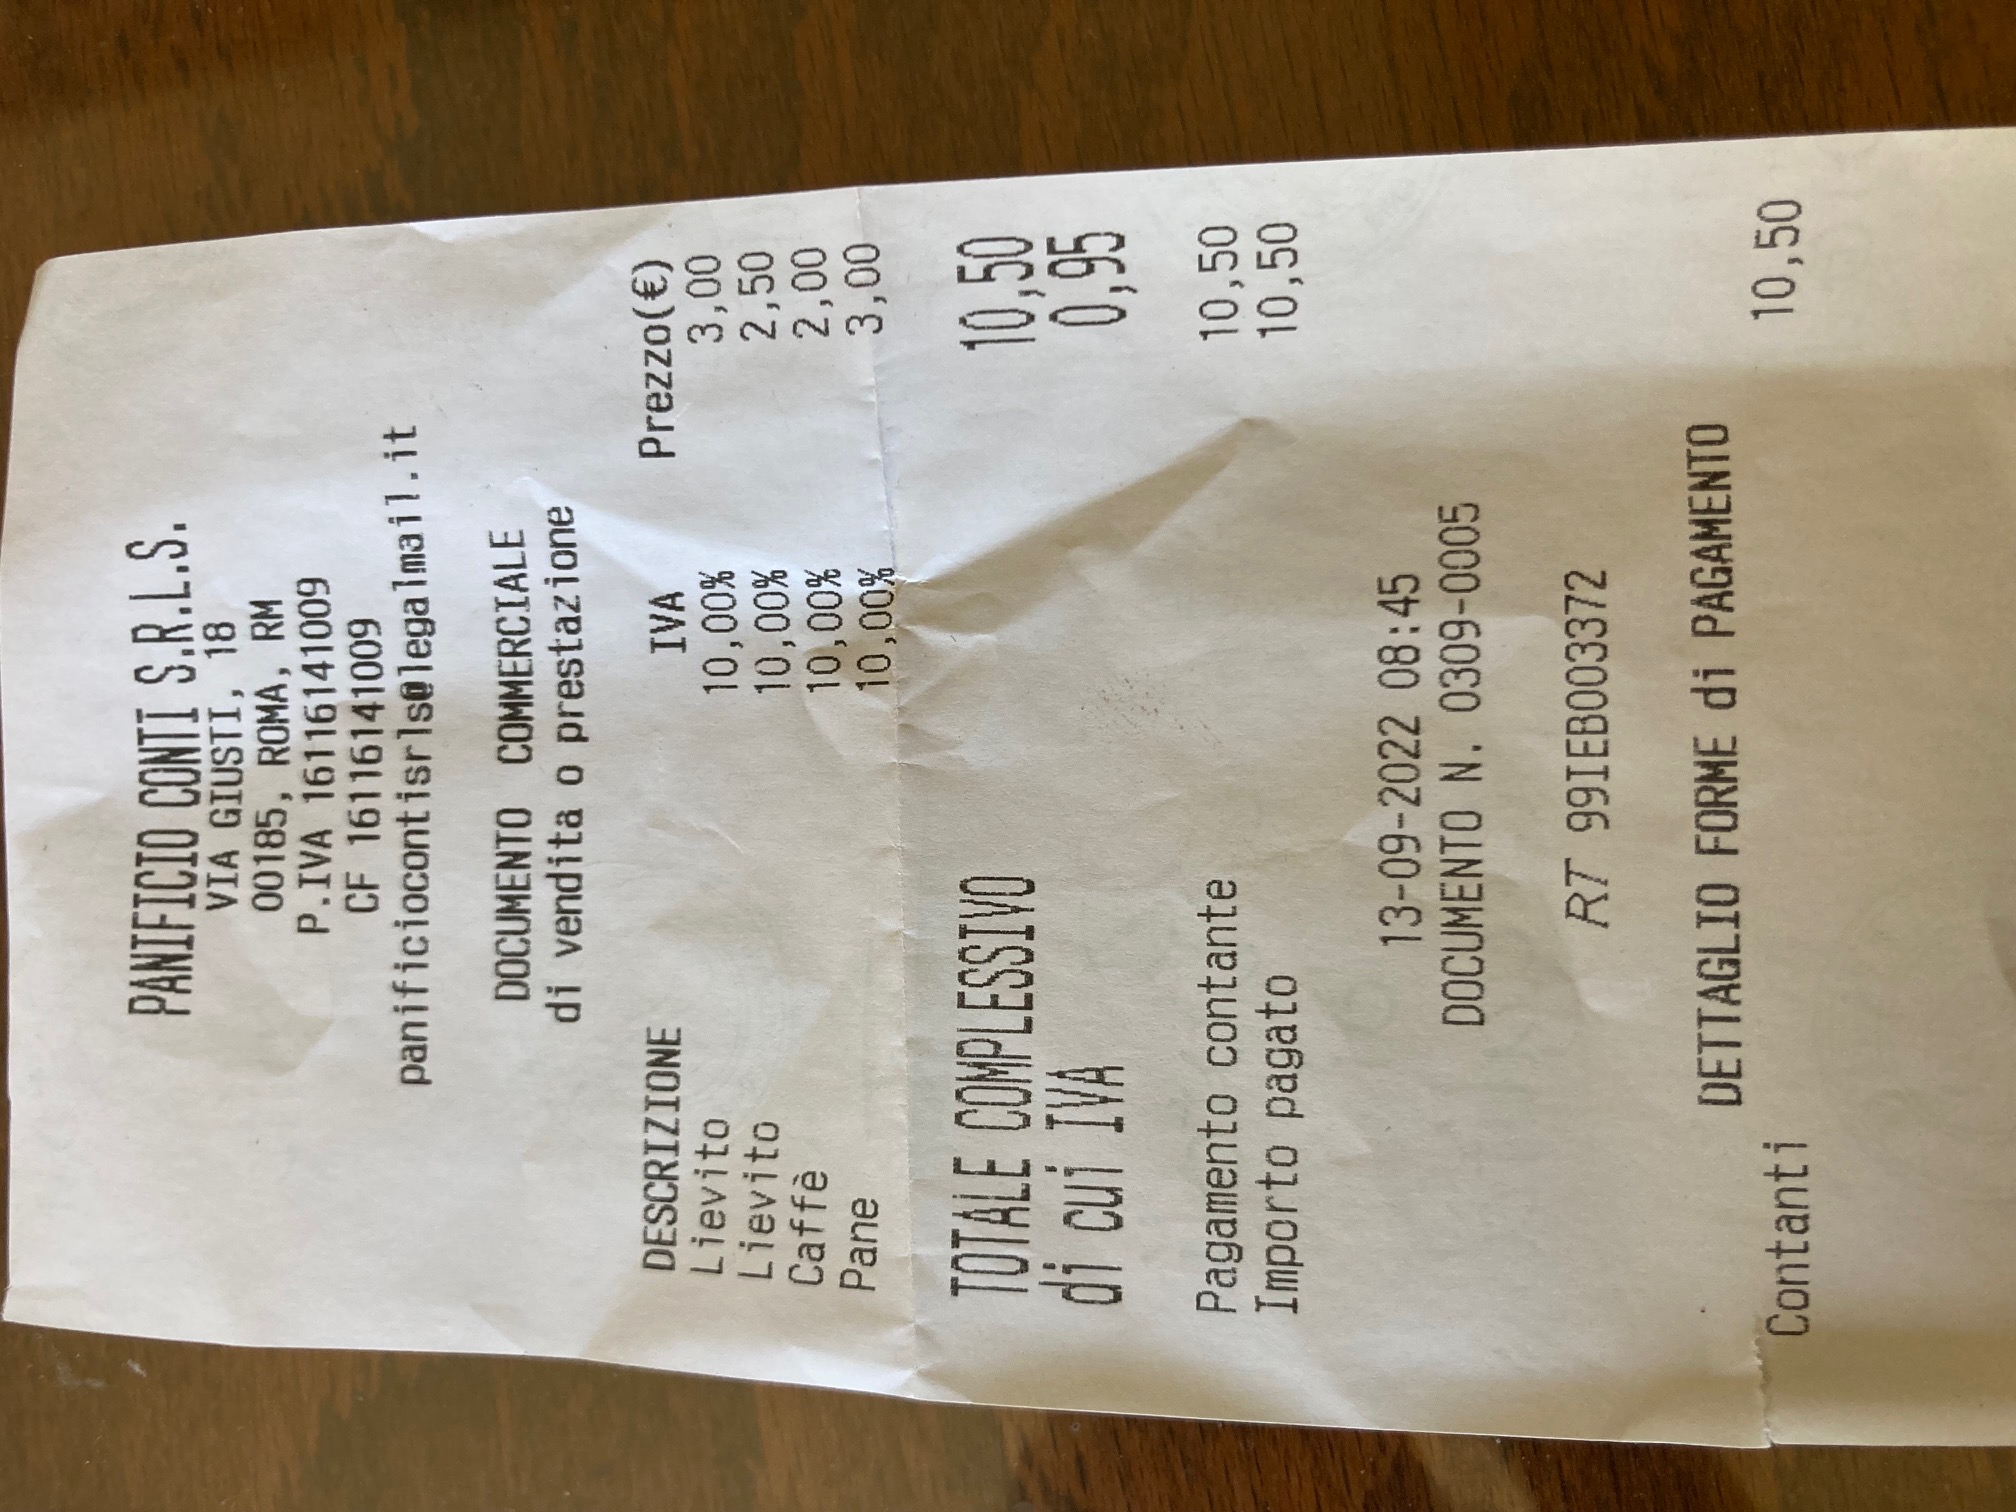 PANIFICIO CONTI S.R.L.S.
VIA GIUSTI, 18
00185, ROMA, RM
P.IVA 16116141009
CF 16116141009
panificiocontisrls@legalmail.it
DOCUMENTO COMMERCIALE
di vendita o prestazione
DESCRIZIONE IVA Prezzo(€)
Lievito 10,00% 3,00
Lievito 10,00% 2,50
Caffè 10,00% 2,00
Pane 10,00% 3,00
TOTALE COMPLESSIVO 10,50
di cui IVA 0,95
Pagamento contante 10,50
Importo pagato 10,50
13-09-2022 08:45
DOCUMENTO N. 0309-0005
RT 99IEB003372
DETTAGLIO FORME di PAGAMENTO
Contanti 10,50